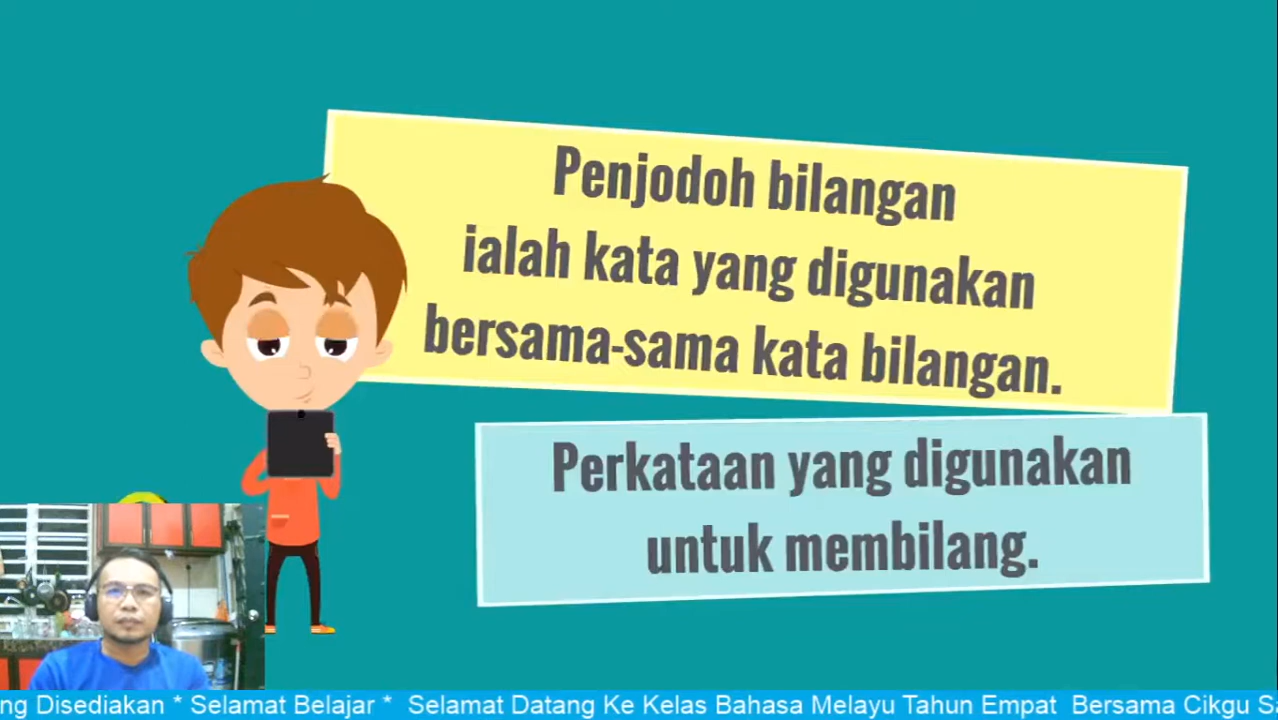 Penjodoh bilangan
ialah kata yang digunakan
bersama-sama kata bilangan.
Perkataan yang digunakan
untuk membilang.
Disediakan * Selamat Belajar * Selamat Datang Ke Kelas Bahasa Melayu Tahun Empat Bersama Cikgu